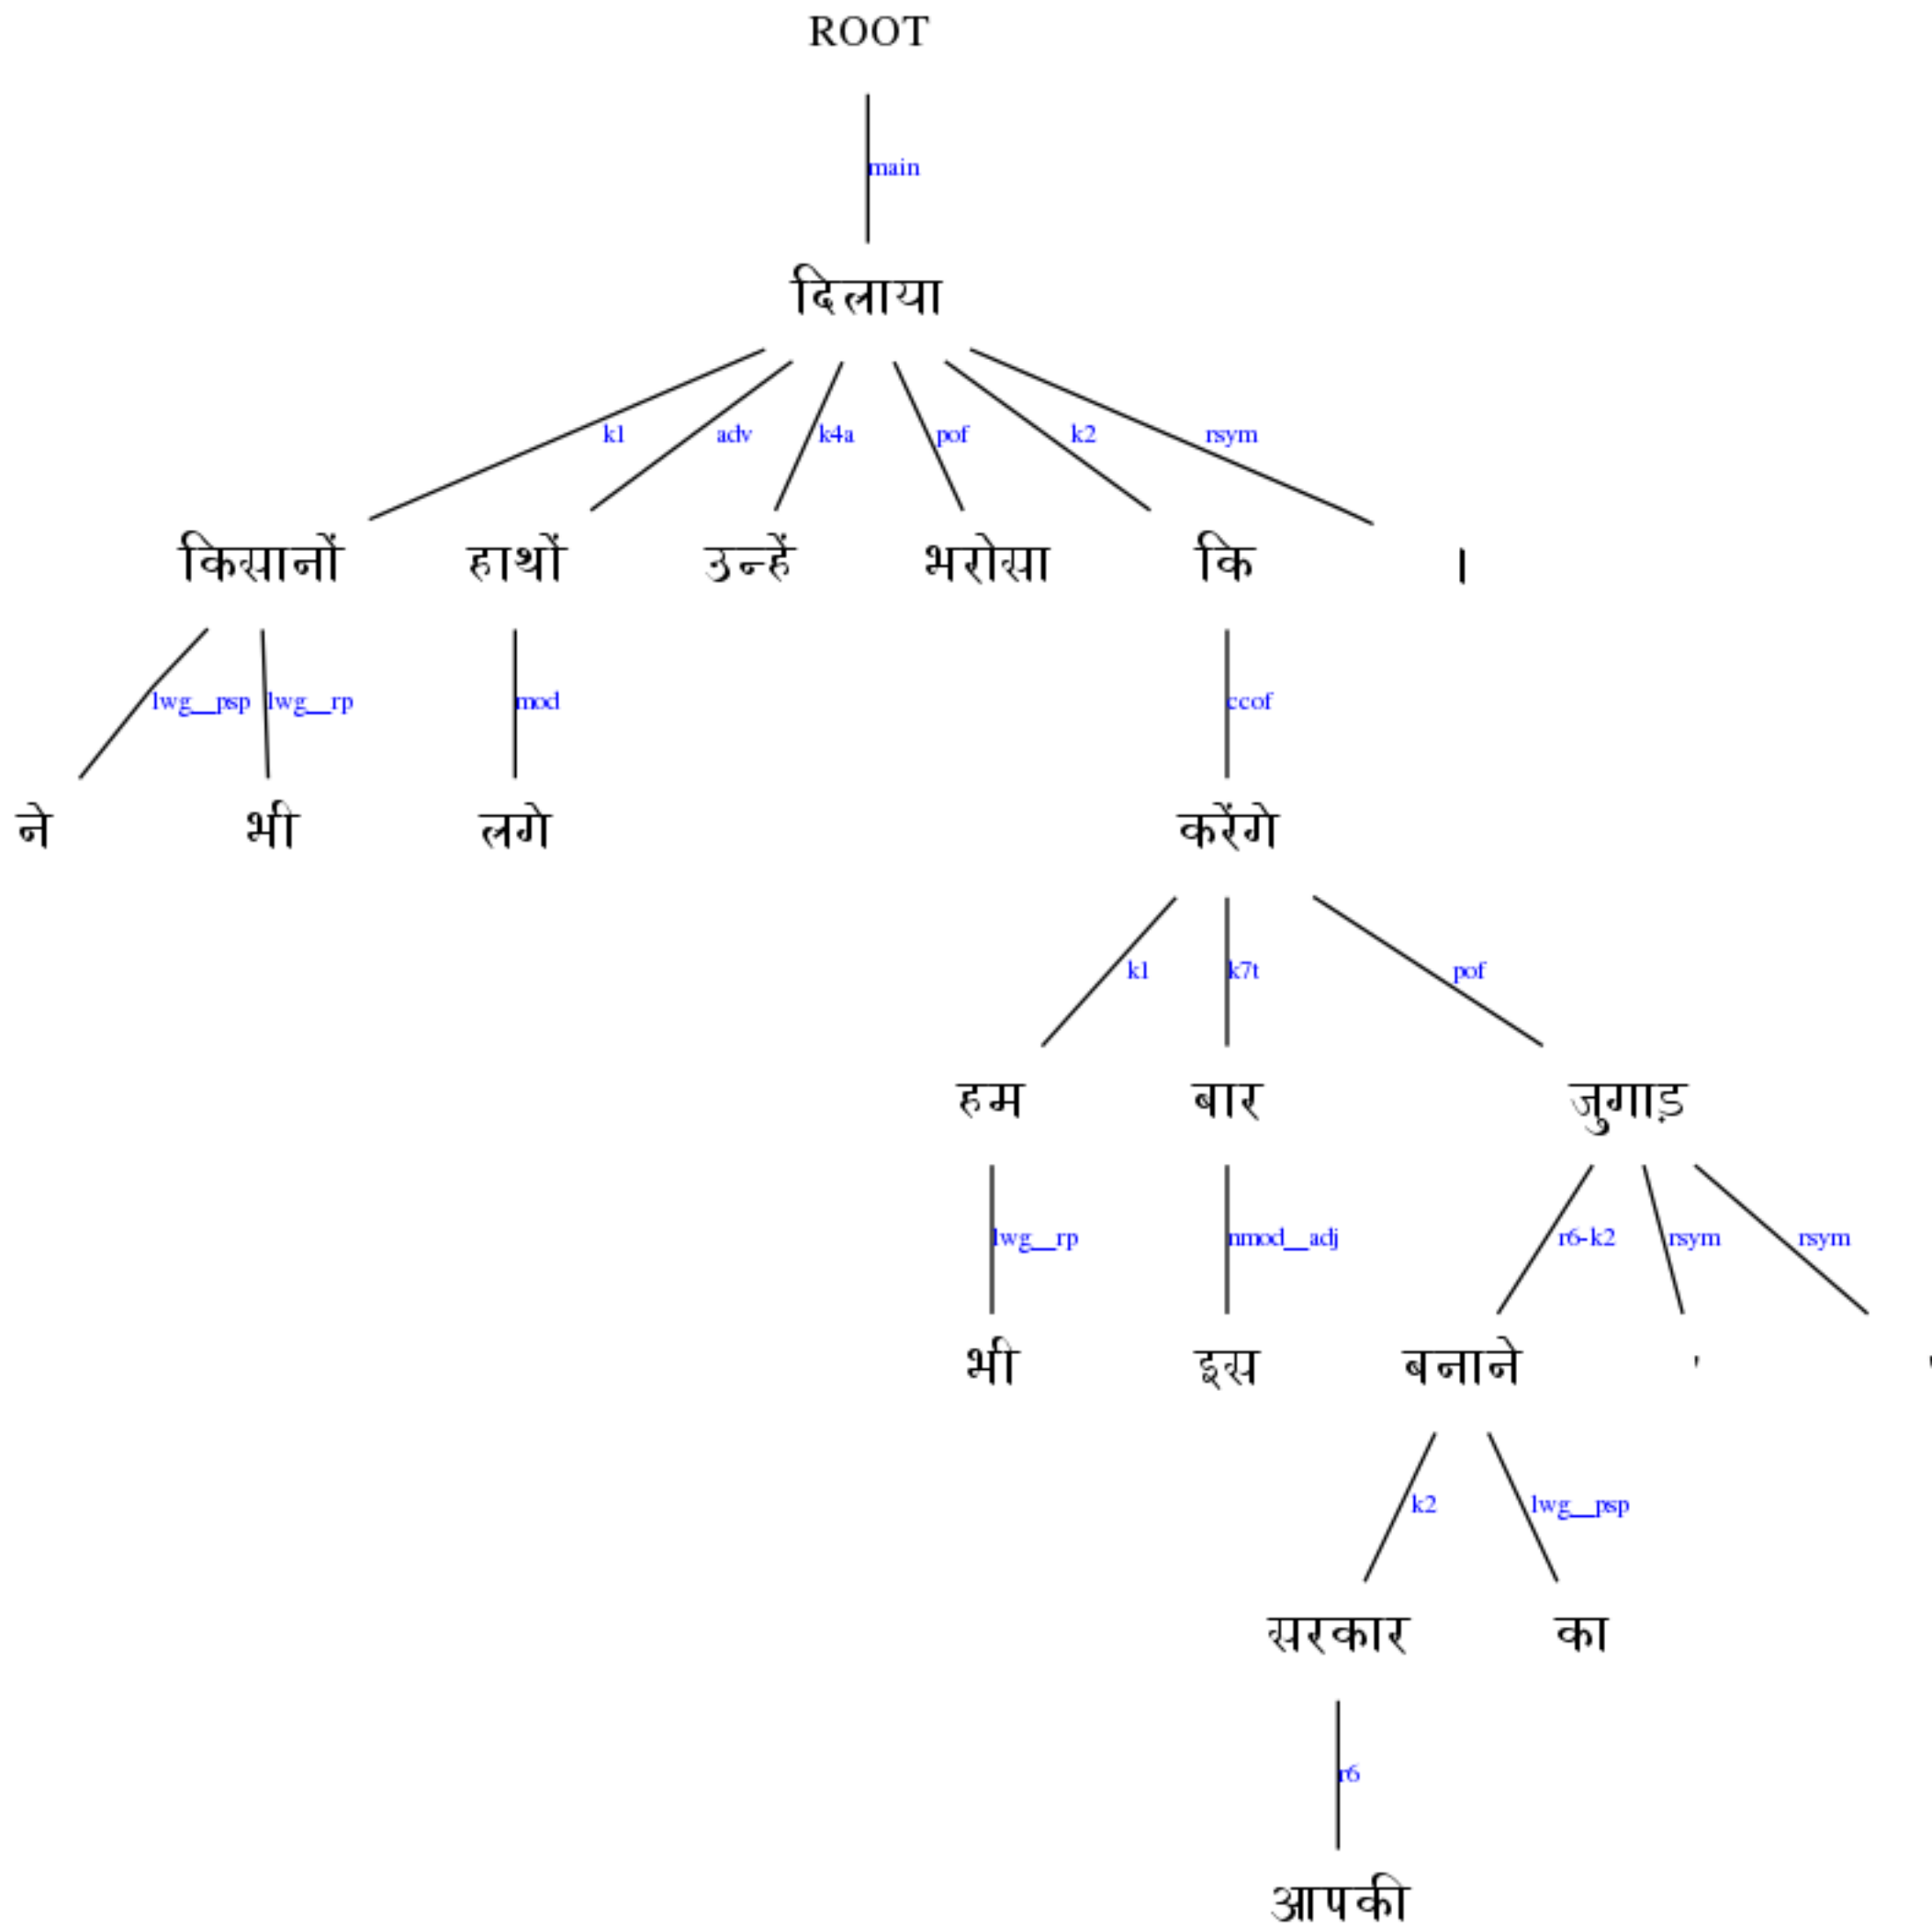 ROOT
main
दिलाया
k1 adv k4a pof k2 rsym
किसानों हाथों उन्हें भरोसा कि ।
lwg__psp lwg__rp mod ccof
ने भी लगे करेंगे
k1 k7t pof
हम बार जुगाड़
lwg__rp nmod__adj r6-k2 rsym rsym
भी इस बनाने ' '
k2 lwg__psp
सरकार का
r6
आपकी